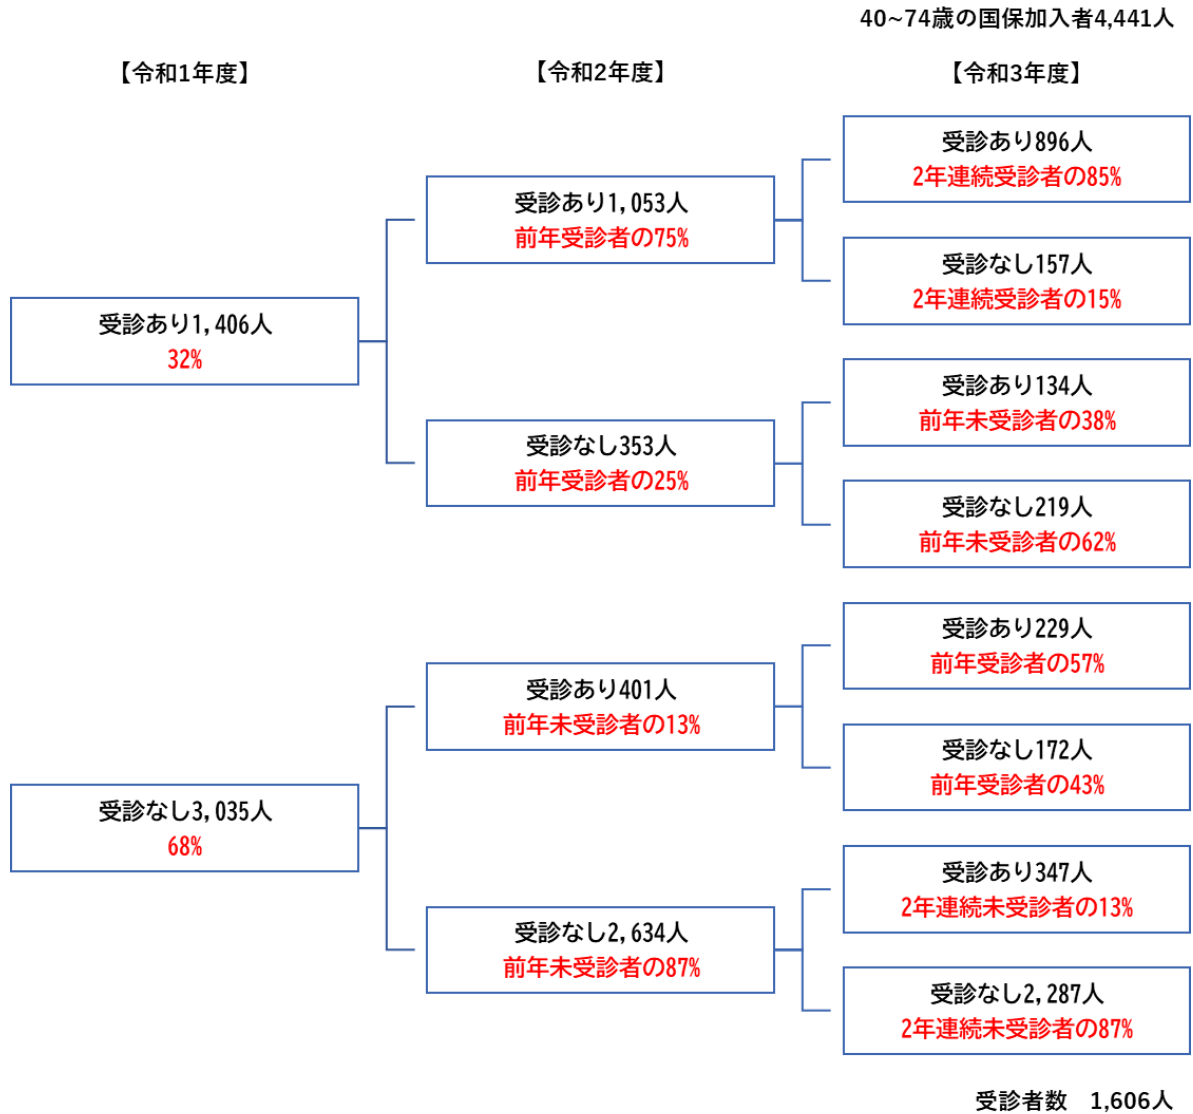 40~74歳の国保加入者4,441人
【令和1年度】
【令和2年度】
【令和3年度】
受診あり1,406人
32%
受診なし3,035人
68%
受診あり1,053人
前年受診者の75%
受診なし353人
前年受診者の25%
受診あり401人
前年未受診者の13%
受診なし2,634人
前年未受診者の87%
受診あり896人
2年連続受診者の85%
受診なし157人
2年連続受診者の15%
受診あり134人
前年未受診者の38%
受診なし219人
前年未受診者の62%
受診あり229人
前年受診者の57%
受診なし172人
前年受診者の43%
受診あり347人
2年連続未受診者の13%
受診なし2,287人
2年連続未受診者の87%
受診者数　1,606人